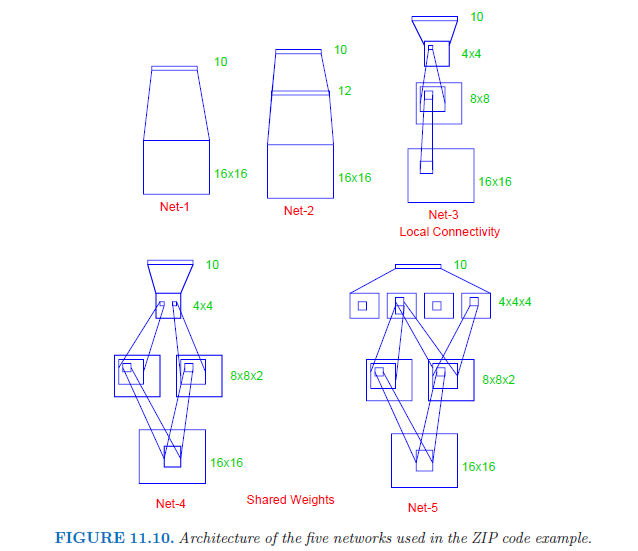 10
10
10
4x4
12
8x8
16x16
16x16
16x16
Net-1
Net-2
Net-3
Local Connectivity
10
10
4x4
4x4x4
8x8x2
8x8x2
16x16
16x16
Net-4
Shared Weights
Net-5
FIGURE 11.10. Architecture of the five networks used in the ZIP code example.